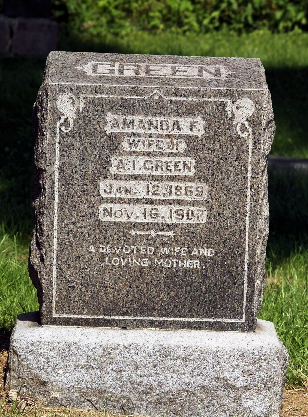 GREEN
AMANDA F.
WIFE OF
A.I. GREEN
JAN. 12, 1869
NOV. 16, 1907
A DEVOTED WIFE AND
LOVING MOTHER.